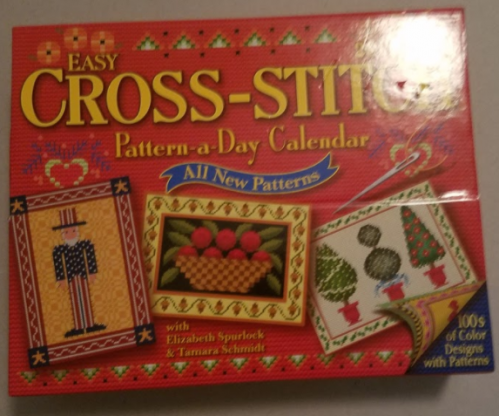 EASY
CROSS-STITCH
Pattern-a-Day Calendar
All New Patterns
with
Elizabeth Spurlock
& Tamara Schmidt
100s
of Color
Designs
with Patterns